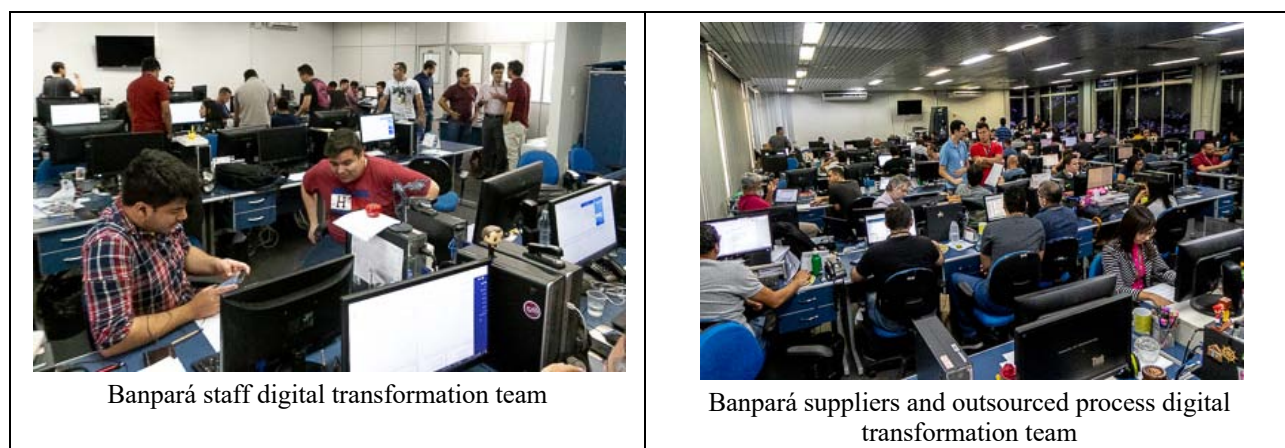 Banpará staff digital transformation team
Banpará suppliers and outsourced process digital
transformation team